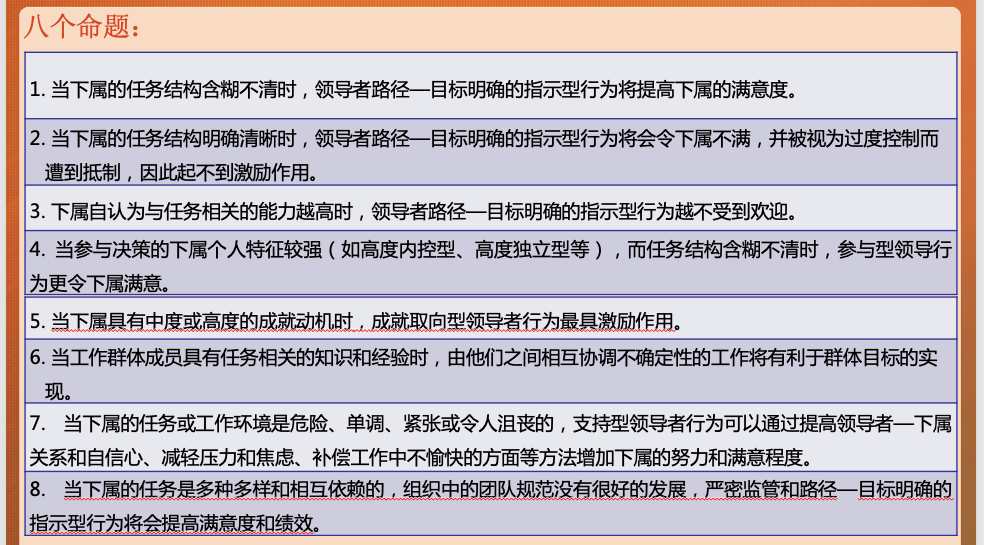 八个命题：
1. 当下属的任务结构含糊不清时，领导者路径—目标明确的指示型行为将提高下属的满意度。
2. 当下属的任务结构明确清晰时，领导者路径—目标明确的指示型行为将会令下属不满，并被视为过度控制而
遭到抵制，因此起不到激励作用。
3. 下属自认为与任务相关的能力越高时，领导者路径—目标明确的指示型行为越不受到欢迎。
4. 当参与决策的下属个人特征较强（如高度内控型、高度独立型等），而任务结构含糊不清时，参与型领导行
为更令下属满意。
5. 当下属具有中度或高度的成就动机时，成就取向型领导者行为最具激励作用。
6. 当工作群体成员具有任务相关的知识和经验时，由他们之间相互协调不确定性的工作将有利于群体目标的实
现。
7. 当下属的任务或工作环境是危险、单调、紧张或令人沮丧的，支持型领导者行为可以通过提高领导者—下属
关系和自信心、减轻压力和焦虑、补偿工作中不愉快的方面等方法增加下属的努力和满意程度。
8. 当下属的任务是多种多样和相互依赖的，组织中的团队规范没有很好的发展，严密监管和路径—目标明确的
指示型行为将会提高满意度和绩效。